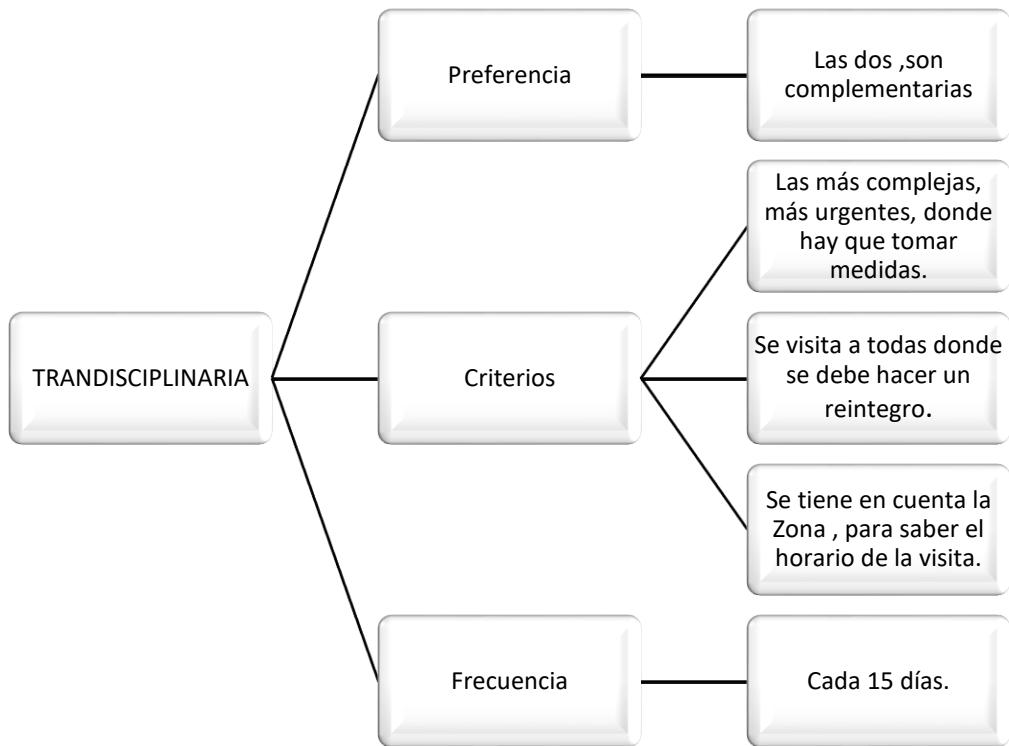 TRANDISCIPLINARIA
Preferencia
Las dos ,son
complementarias
Criterios
Las más complejas,
más urgentes, donde
hay que tomar
medidas.
Se visita a todas donde
se debe hacer un
reintegro.
Se tiene en cuenta la
Zona , para saber el
horario de la visita.
Frecuencia
Cada 15 días.